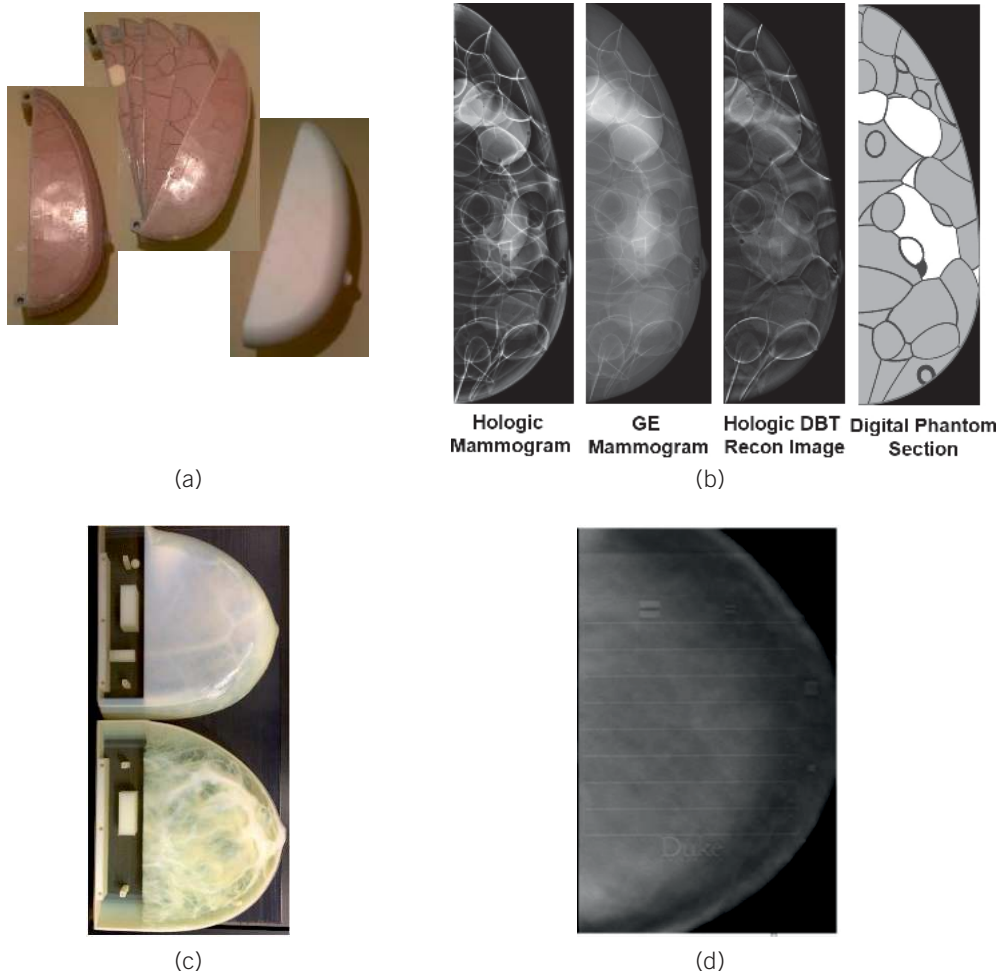 Hologic
Mammogram
GE
Mammogram
Hologic DBT
Recon Image
Digital Phantom
Section
(a)
(b)
Duke
(c)
(d)